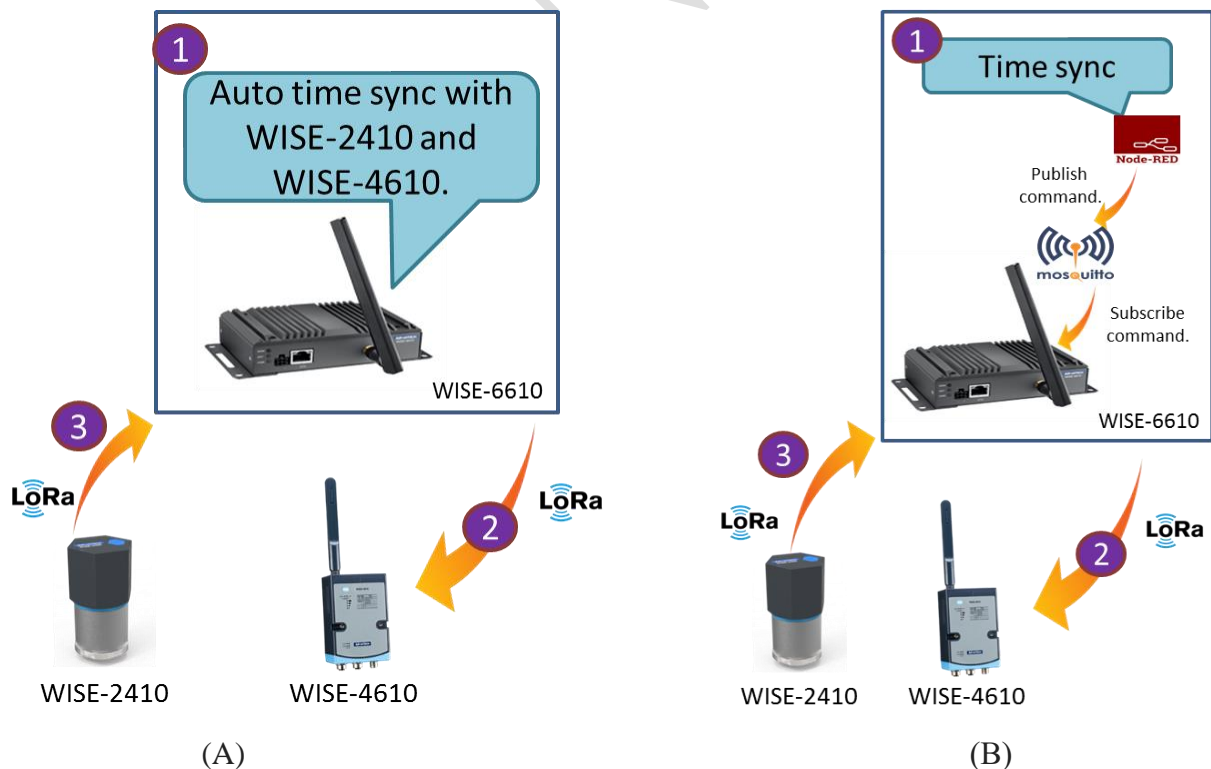 1
Auto time sync with
WISE-2410 and
WISE-4610.
WISE-6610
3
LoRa
2
LoRa
WISE-2410
WISE-4610
(A)
1
Time sync
Node-RED
Publish
command.
mosquitto
Subscribe
command.
WISE-6610
3
LoRa
2
LoRa
WISE-2410
WISE-4610
(B)